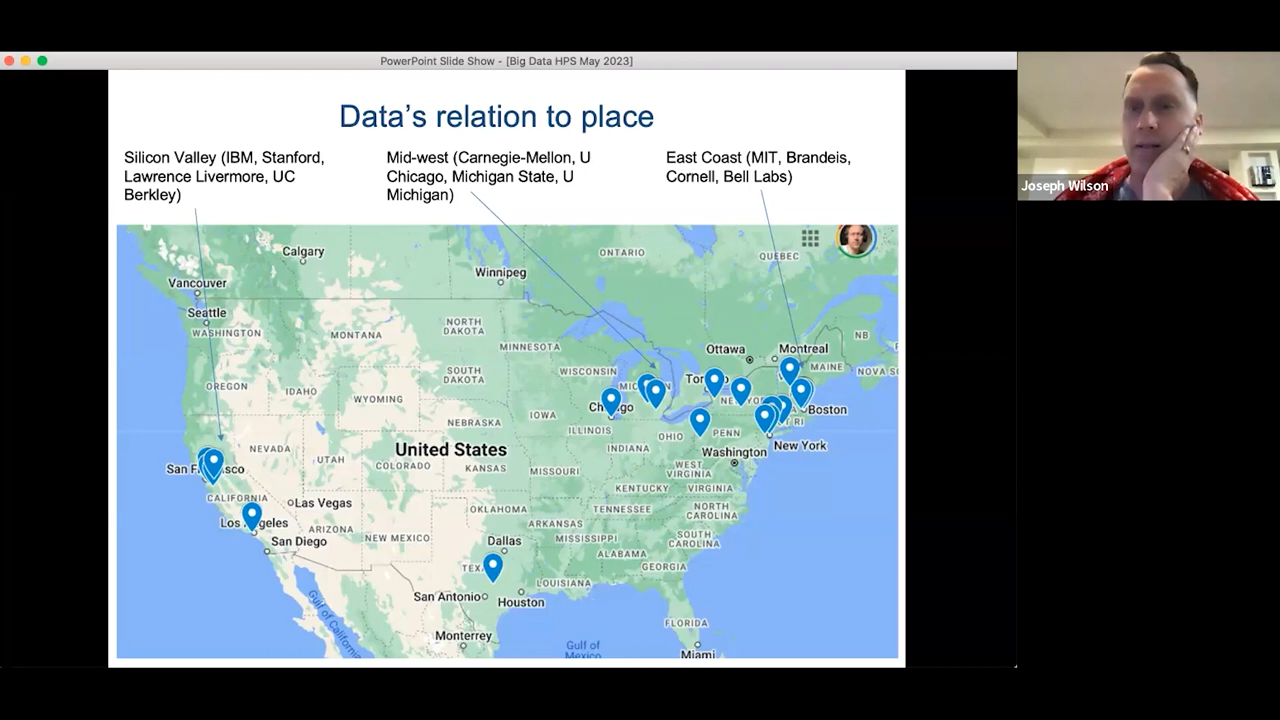 PowerPoint Slide Show - [Big Data HPS May 2023]
Data's relation to place
Silicon Valley (IBM, Stanford,
Lawrence Livermore, UC
Berkley)
Mid-west (Carnegie-Mellon, U
Chicago, Michigan State, U
Michigan)
East Coast (MIT, Brandeis,
Cornell, Bell Labs)
Joseph Wilson
Calgary
ONTARIO
QUEBEC
Winnipeg
Vancouver
Seattle
WASHINGTON
MONTANA
NORTH
DAKOTA
MINNESOTA
Ottawa
Montreal
NB
MAINE
NOVA SC
OREGON
IDAHO
WYOMING
SOUTH
DAKOTA
WISCONSIN
Boston
NEBRASKA
IOWA
ILLINOIS
INDIANA
OHIO
PENN
New York
Washington
NEVADA
UTAH
COLORADO
United States
KANSAS
MISSOURI
WEST
VIRGINIA
KENTUCKY
VIRGINIA
CALIFORNIA
Las Vegas
Los Angeles
San Diego
ARIZONA
NEW MEXICO
OKLAHOMA
ARKANSAS
TENNESSEE
NORTH
CAROLINA
SOUTH
CAROLINA
MISSISSIPPI
ALABAMA
GEORGIA
Dallas
LOUISIANA
San Antonio
Houston
Gulf of California
Monterrey
Gulf of
Mexico
FLORIDA
Miami